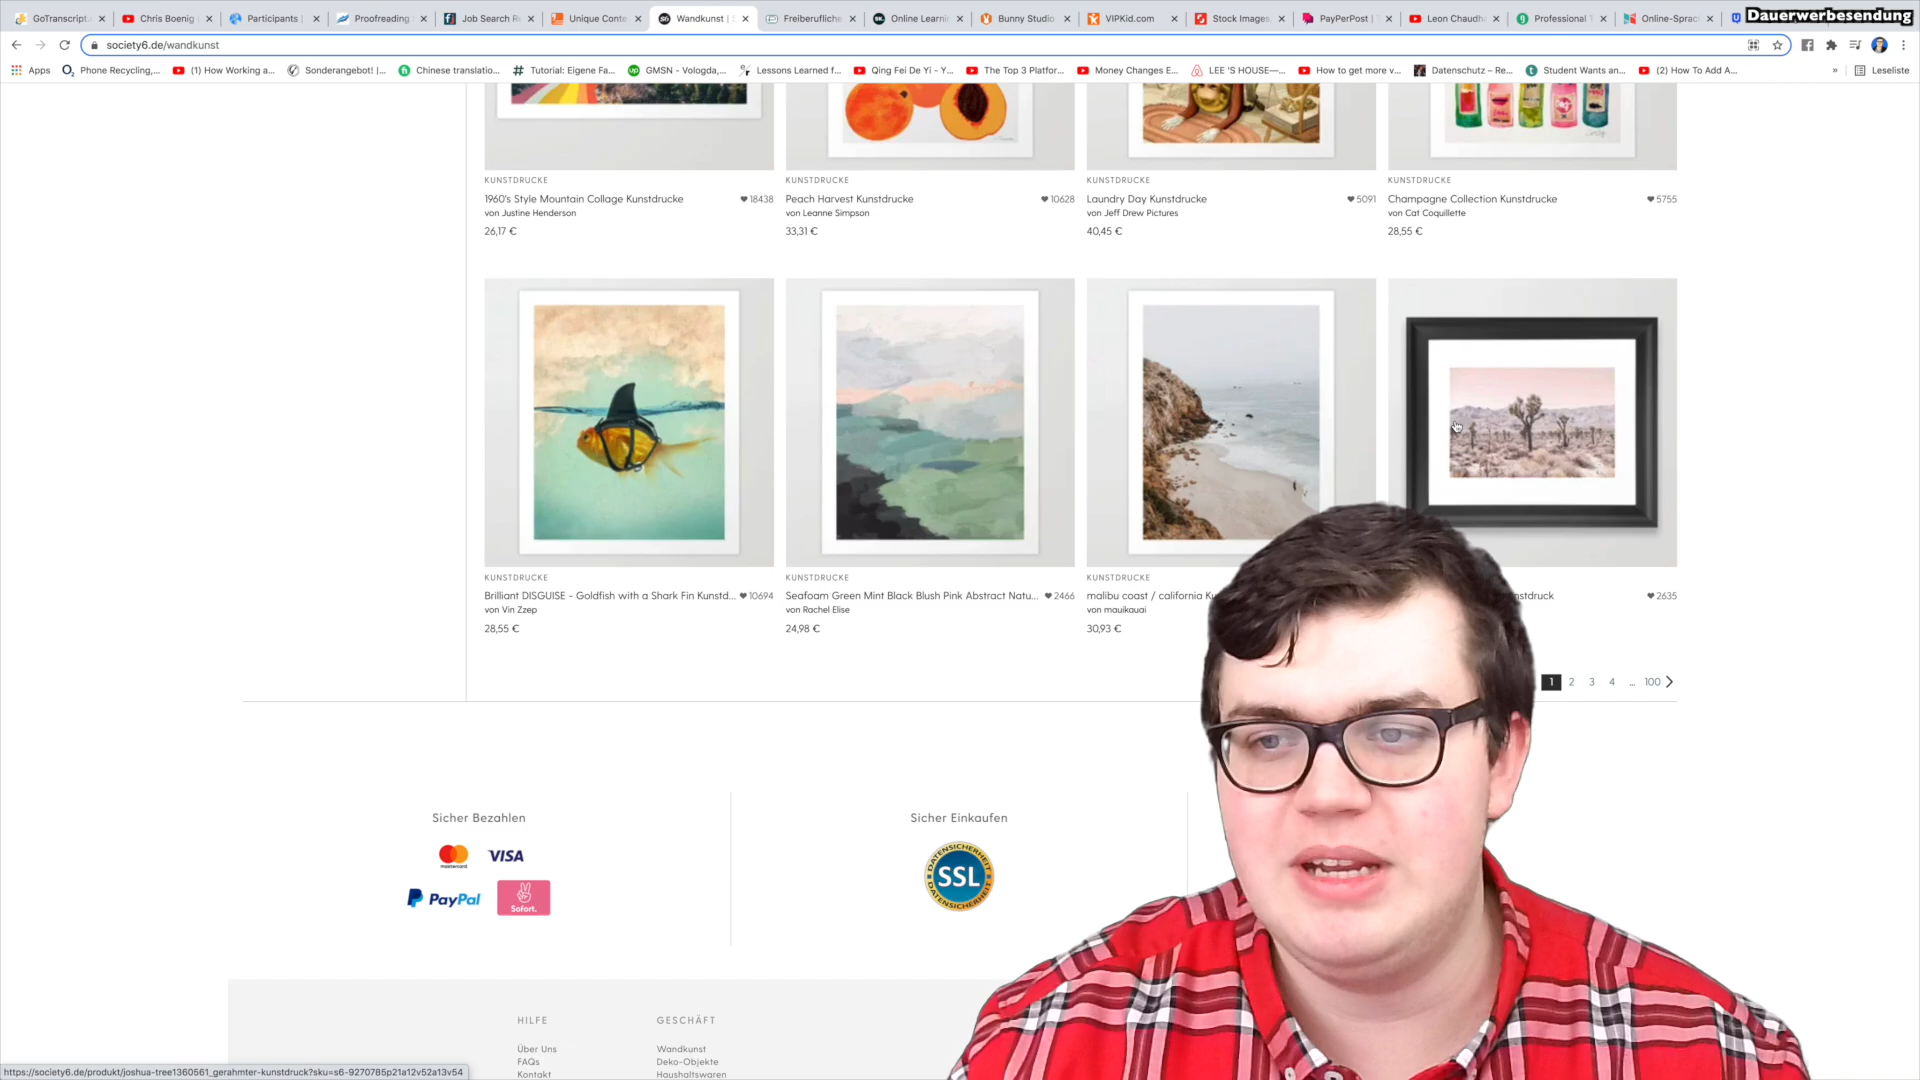 GoTranscript.
Chris Boenig
Participants |
Proofreading
Job Search R
Unique Conte
Wandkunst |
Freiberufliche
Online Learnin
Bunny Studio
VIPKid.com
Stock Images,
PayPerPost |
Leon Chaudh
Professional
Online-Sprac
Dauerwerbesendung
society6.de/wandkunst
Apps
Phone Recycling,...
(1) How Working a...
Sonderangebot! |...
Chinese translatio...
Tutorial: Eigene Fa...
GMSN - Vologda,...
Lessons Learned f...
Qing Fei De Yi - Y...
The Top 3 Platfor...
Money Changes E...
LEE 'S HOUSE—...
How to get more v...
Datenschutz – Re...
Student Wants an...
(2) How To Add A...
»
Leseliste
KUNSTDRUCKE
KUNSTDRUCKE
KUNSTDRUCKE
KUNSTDRUCKE
1960's Style Mountain Collage Kunstdrucke
18438
Peach Harvest Kunstdrucke
10628
Laundry Day Kunstdrucke
5091
Champagne Collection Kunstdrucke
5755
von Justine Henderson
von Leanne Simpson
von Jeff Drew Pictures
von Cat Coquillette
26,17 €
33,31 €
40,45 €
28,55 €
KUNSTDRUCKE
KUNSTDRUCKE
KUNSTDRUCKE
Brilliant DISGUISE - Goldfish with a Shark Fin Kunstd...
10694
Seafoam Green Mint Black Blush Pink Abstract Natu...
2466
malibu coast / california
2635
von Vin Zzep
von Rachel Elise
von mauikauai
28,55 €
24,98 €
30,93 €
1 2 3 4 ... 100
Sicher Bezahlen
Sicher Einkaufen
mastercard
VISA
PayPal
Sofort.
DATENSICHERHEIT
SSL
DATENSICHERHEIT
HILFE
GESCHÄFT
Über Uns
Wandkunst
FAQs
Deko-Objekte
Kontakt
Haushaltswaren
https://society6.de/produkt/joshua-tree1360561_gerahmter-kunstdruck?sku=s6-9270785p21a12v52a13v54